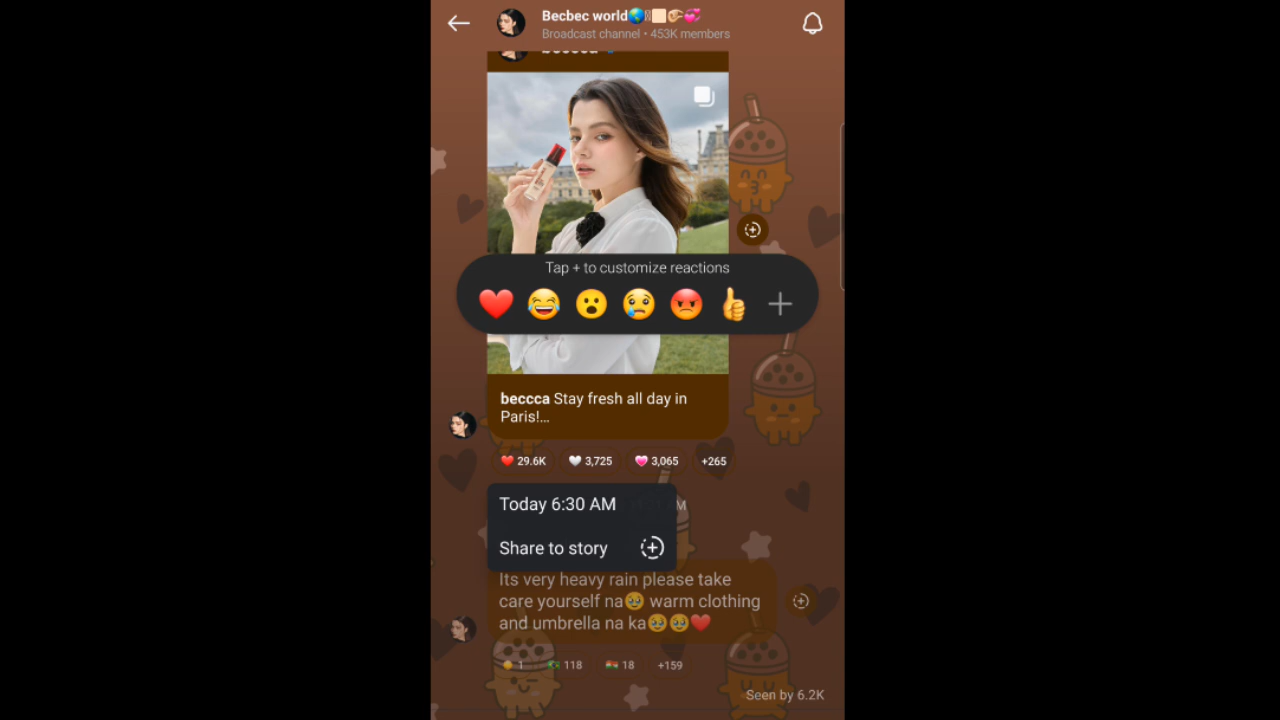 Becbec world🌏🏻🤏🏼💞
Broadcast channel • 453K members
beccca
Tap + to customize reactions
beccca Stay fresh all day in
Paris!...
❤️ 29.6K 🤍 3,725 💗 3,065 +265
Today 6:30 AM
Share to story
Its very heavy rain please take
care yourself na🥹 warm clothing
and umbrella na ka🥹🥹❤️
1 118 18 +159
Seen by 6.2K